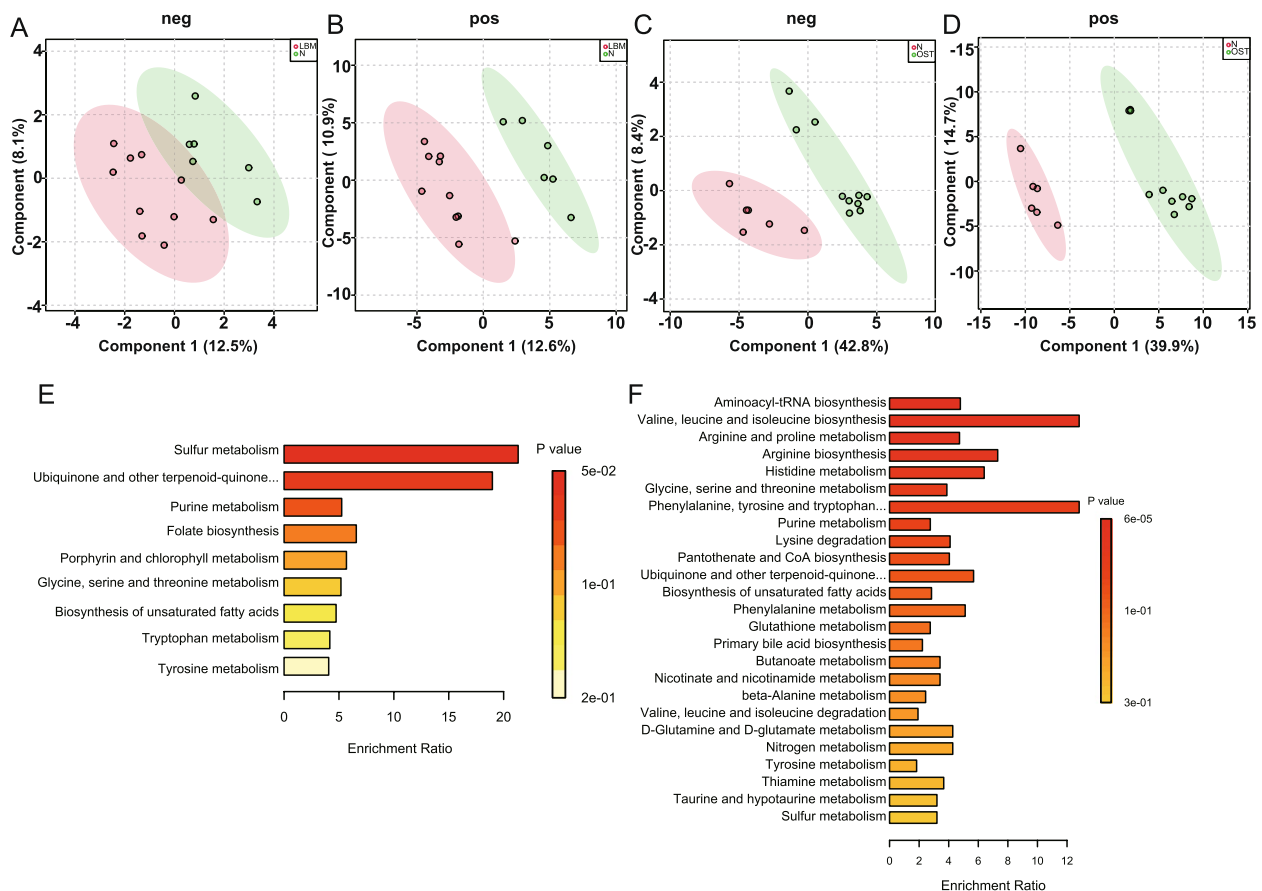 A
neg
LBM
N
Component (8.1%)
4
2
0
-2
-4
-4
-2
0
2
4
Component 1 (12.5%)
B
pos
LBM
N
Component ( 10.9%)
10
5
0
-5
-10
-5
0
5
10
Component 1 (12.6%)
C
neg
N
OST
Component ( 8.4%)
4
2
0
-2
-4
-10
-5
0
5
10
Component 1 (42.8%)
D
pos
N
OST
Component ( 14.7%)
-15
10
5
0
-5
-10
-15
-10
-5
0
5
10
15
Component 1 (39.9%)
E
Sulfur metabolism
Ubiquinone and other terpenoid-quinone...
Purine metabolism
Folate biosynthesis
Porphyrin and chlorophyll metabolism
Glycine, serine and threonine metabolism
Biosynthesis of unsaturated fatty acids
Tryptophan metabolism
Tyrosine metabolism
0
5
10
15
20
Enrichment Ratio
P value
5e-02
1e-01
2e-01
F
Aminoacyl-tRNA biosynthesis
Valine, leucine and isoleucine biosynthesis
Arginine and proline metabolism
Arginine biosynthesis
Histidine metabolism
Glycine, serine and threonine metabolism
Phenylalanine, tyrosine and tryptophan...
Purine metabolism
Lysine degradation
Pantothenate and CoA biosynthesis
Ubiquinone and other terpenoid-quinone...
Biosynthesis of unsaturated fatty acids
Phenylalanine metabolism
Glutathione metabolism
Primary bile acid biosynthesis
Butanoate metabolism
Nicotinate and nicotinamide metabolism
beta-Alanine metabolism
Valine, leucine and isoleucine degradation
D-Glutamine and D-glutamate metabolism
Nitrogen metabolism
Tyrosine metabolism
Thiamine metabolism
Taurine and hypotaurine metabolism
Sulfur metabolism
0
2
4
6
8
10
12
Enrichment Ratio
P value
6e-05
1e-01
3e-01